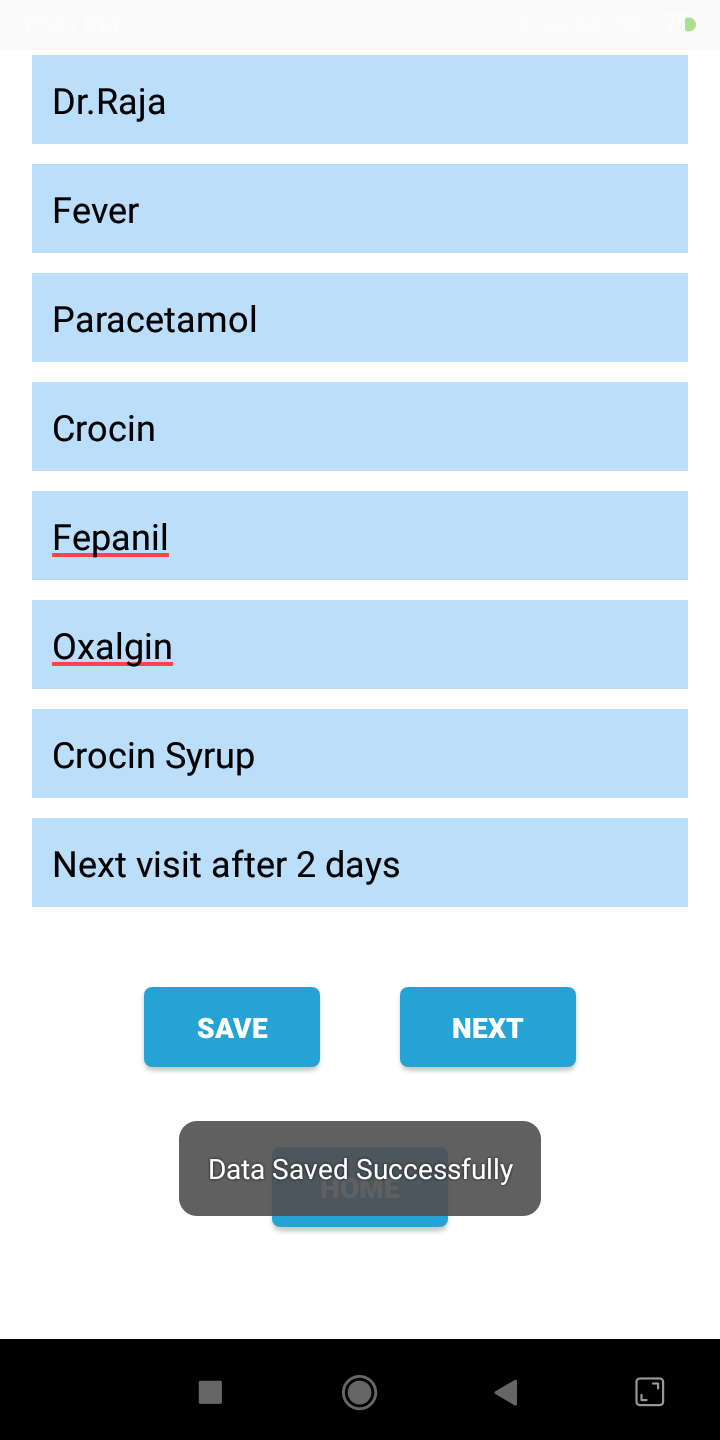 Dr.Raja
Fever
Paracetamol
Crocin
Fepanil
Oxalgin
Crocin Syrup
Next visit after 2 days
SAVE
NEXT
Data Saved Successfully
HOME